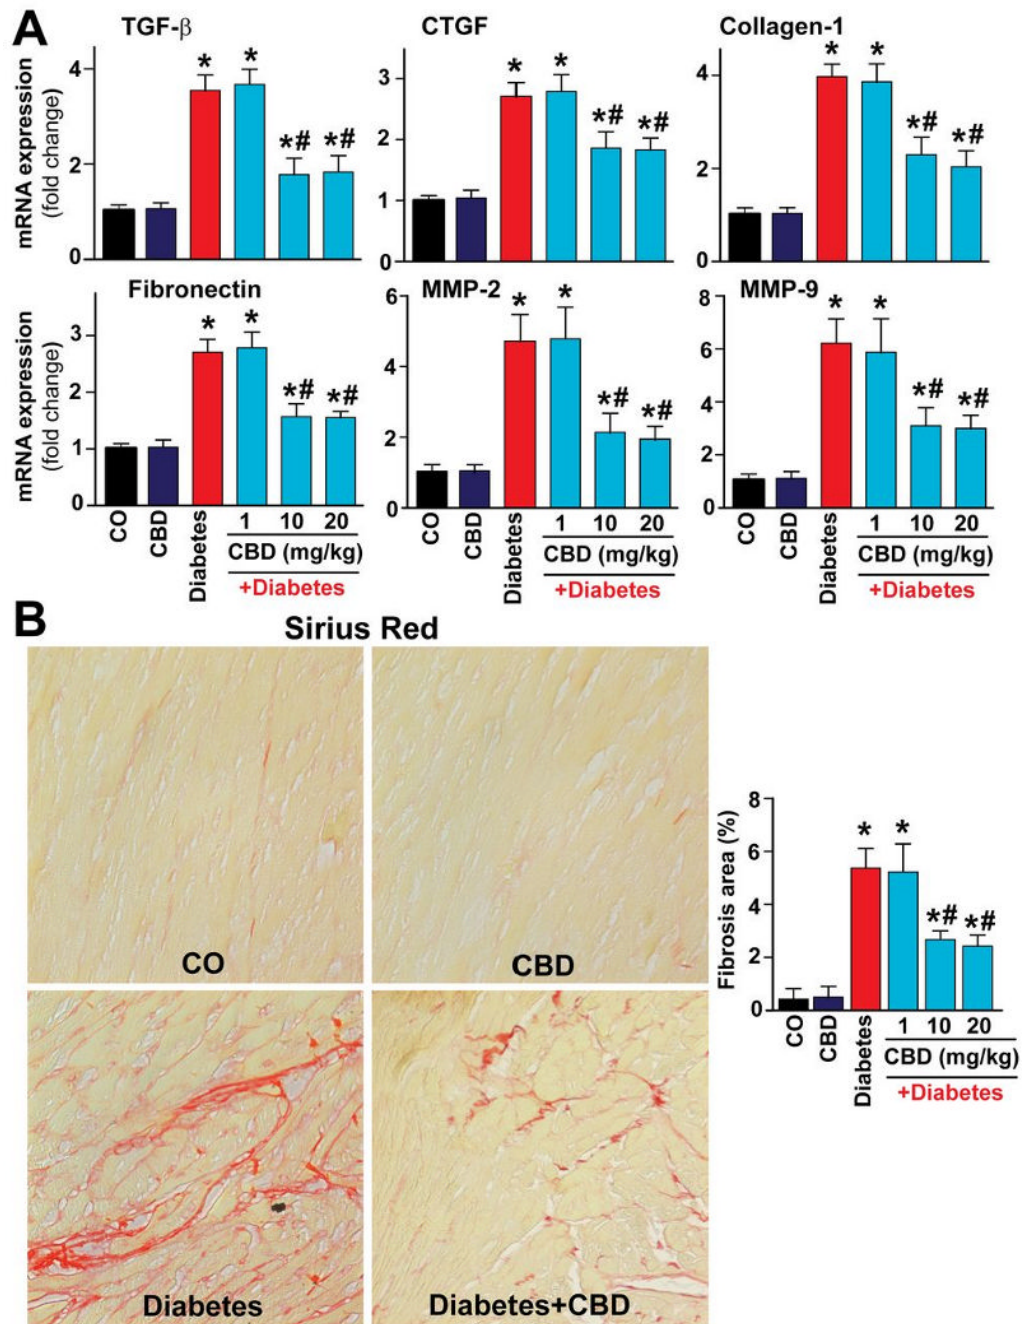 A
TGF-β CTGF Collagen-1
mRNA expression
(fold change)
4
2
0
* * *# *#
3
2
1
0
* * *# *#
4
2
0
* * *# *#
Fibronectin MMP-2 MMP-9
mRNA expression
(fold change)
3
2
1
0
* * *# *#
6
4
2
0
* * *# *#
8
6
4
2
0
* * *# *#
CO CBD Diabetes 1 10 20
CBD (mg/kg)
+Diabetes
CO CBD Diabetes 1 10 20
CBD (mg/kg)
+Diabetes
CO CBD Diabetes 1 10 20
CBD (mg/kg)
+Diabetes
B
Sirius Red
CO CBD
Diabetes Diabetes+CBD
Fibrosis area (%)
8
6
4
2
0
* * *# *#
CO CBD Diabetes 1 10 20
CBD (mg/kg)
+Diabetes